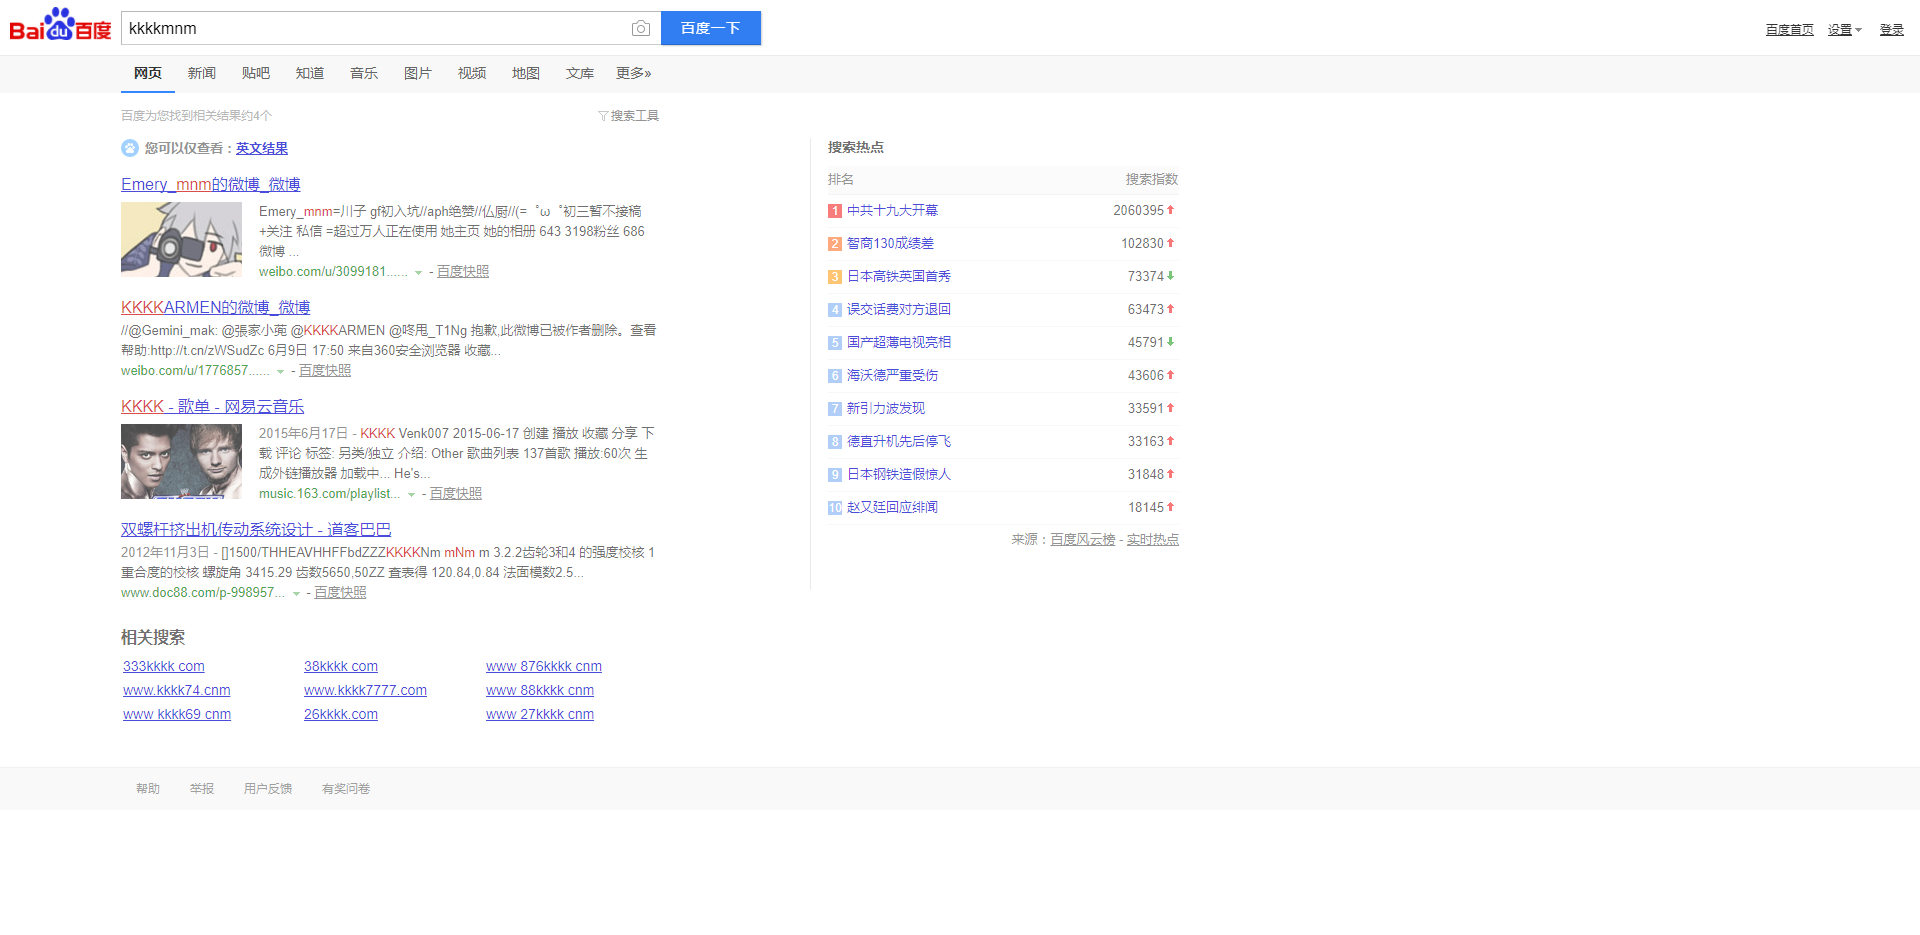 Bai du 百度
kkkkmnm
百度一下
百度首页 设置 登录
网页 新闻 贴吧 知道 音乐 图片 视频 地图 文库 更多»
百度为您找到相关结果约4个
搜索工具
您可以仅查看：英文结果
Emery_mnm的微博_微博
Emery_mnm=川子 gf初入坑//aph绝赞//仏厨//(=゜ω゜初三暂不接稿
+关注 私信 =超过万人正在使用 她主页 她的相册 643 3198粉丝 686
微博 ...
weibo.com/u/3099181...... - 百度快照
KKKKARMEN的微博_微博
//@Gemini_mak: @張家小菀 @KKKKARMEN @咚甩_T1Ng 抱歉,此微博已被作者删除。查看
帮助:http://t.cn/zWSudZc 6月9日 17:50 来自360安全浏览器 收藏...
weibo.com/u/1776857...... - 百度快照
KKKK - 歌单 - 网易云音乐
2015年6月17日 - KKKK Venk007 2015-06-17 创建 播放 收藏 分享 下
载 评论 标签: 另类/独立 介绍: Other 歌曲列表 137首歌 播放:60次 生
成外链播放器 加载中... He's...
music.163.com/playlist... - 百度快照
双螺杆挤出机传动系统设计 - 道客巴巴
2012年11月3日 - []1500/THHEAVHHFFbdZZZKKKKNm mNm m 3.2.2齿轮3和4 的强度校核 1
重合度的校核 螺旋角 3415.29 齿数5650,50ZZ 查表得 120.84,0.84 法面模数2.5...
www.doc88.com/p-998957... - 百度快照
相关搜索
333kkkk com 38kkkk com www 876kkkk cnm
www.kkkk74.cnm www.kkkk7777.com www 88kkkk cnm
www kkkk69 cnm 26kkkk.com www 27kkkk cnm
搜索热点
排名 搜索指数
1 中共十九大开幕 2060395
2 智商130成绩差 102830
3 日本高铁英国首秀 73374
4 误交话费对方退回 63473
5 国产超薄电视亮相 45791
6 海沃德严重受伤 43606
7 新引力波发现 33591
8 德直升机先后停飞 33163
9 日本钢铁造假惊人 31848
10 赵又廷回应绯闻 18145
来源：百度风云榜 - 实时热点
帮助 举报 用户反馈 有奖问卷